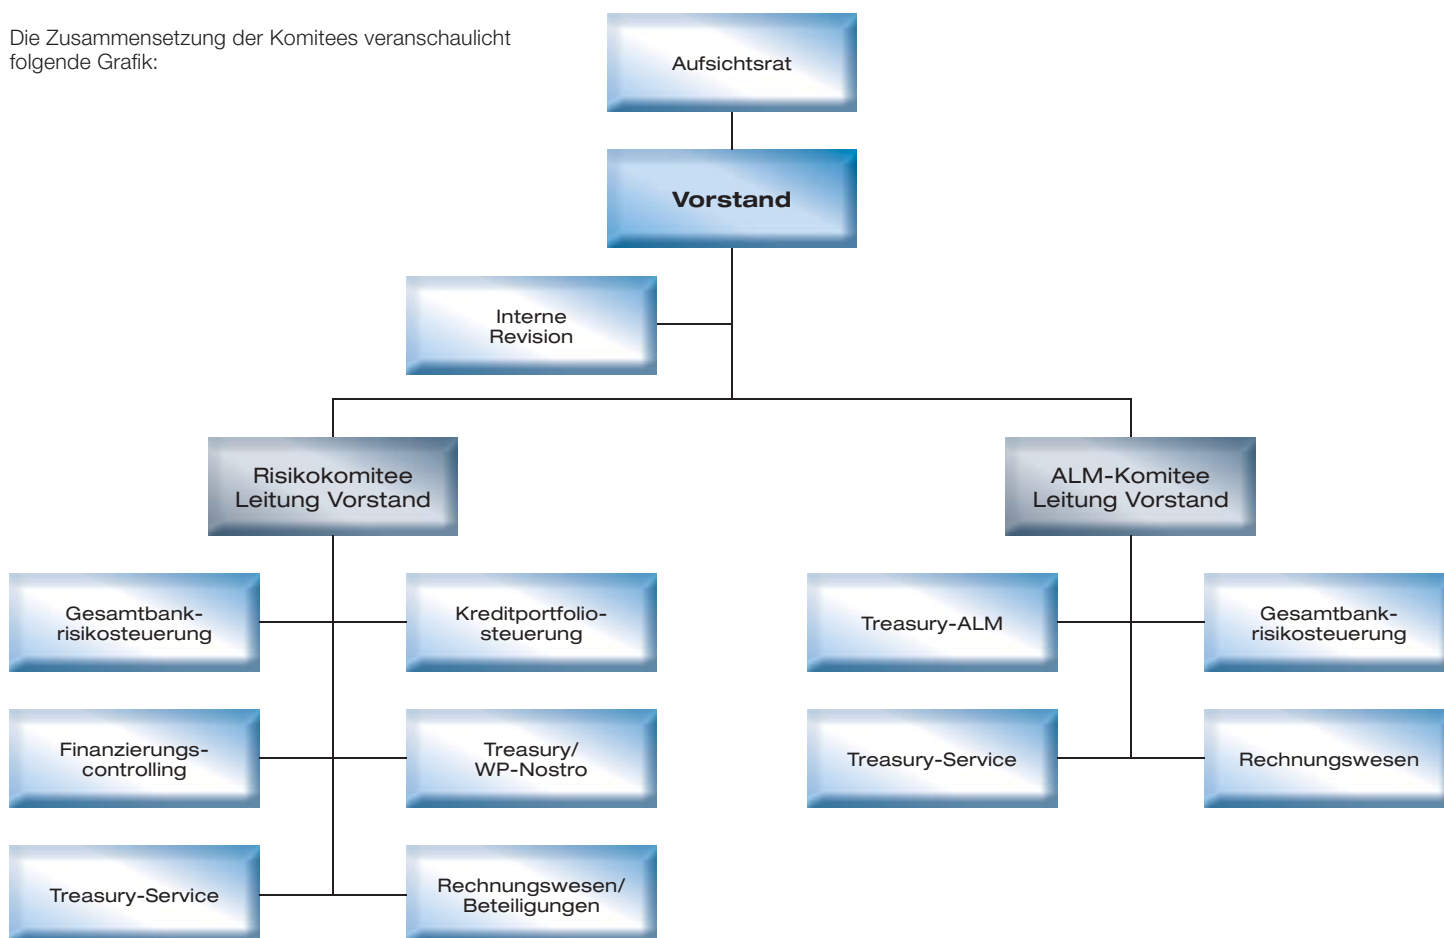 Die Zusammensetzung der Komitees veranschaulicht
folgende Grafik:
Aufsichtsrat
Vorstand
Interne
Revision
Risikokomitee
Leitung Vorstand
ALM-Komitee
Leitung Vorstand
Gesamtbank-
risikosteuerung
Kreditportfolio-
steuerung
Treasury-ALM
Gesamtbank-
risikosteuerung
Finanzierungs-
controlling
Treasury/
WP-Nostro
Treasury-Service
Rechnungswesen
Treasury-Service
Rechnungswesen/
Beteiligungen